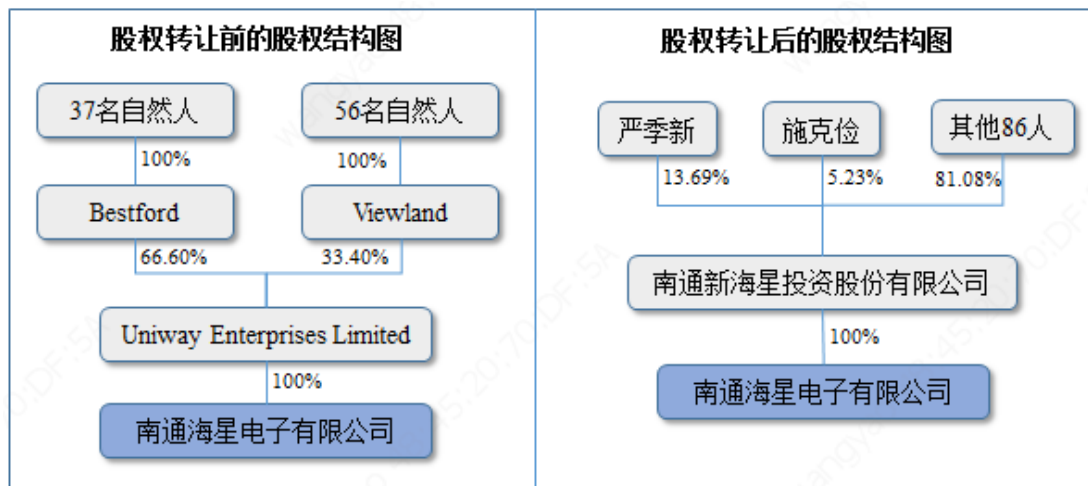 股权转让前的股权结构图
37名自然人
56名自然人
100%
100%
Bestford
Viewland
66.60%
33.40%
Uniway Enterprises Limited
100%
南通海星电子有限公司
股权转让后的股权结构图
严季新
施克俭
其他86人
13.69%
5.23%
81.08%
南通新海星投资股份有限公司
100%
南通海星电子有限公司